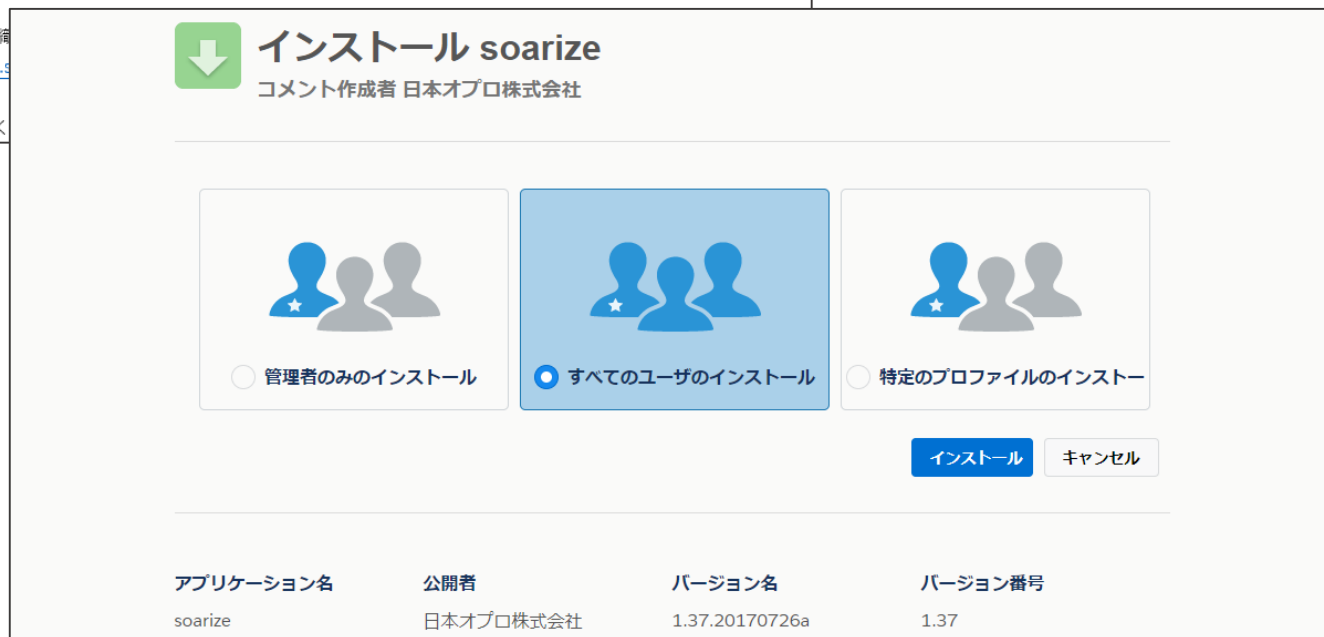 インストール soarize
コメント作成者 日本オプロ株式会社
管理者のみのインストール
すべてのユーザのインストール
特定のプロファイルのインストー
インストール
キャンセル
アプリケーション名
公開者
バージョン名
バージョン番号
soarize
日本オプロ株式会社
1.37.20170726a
1.37